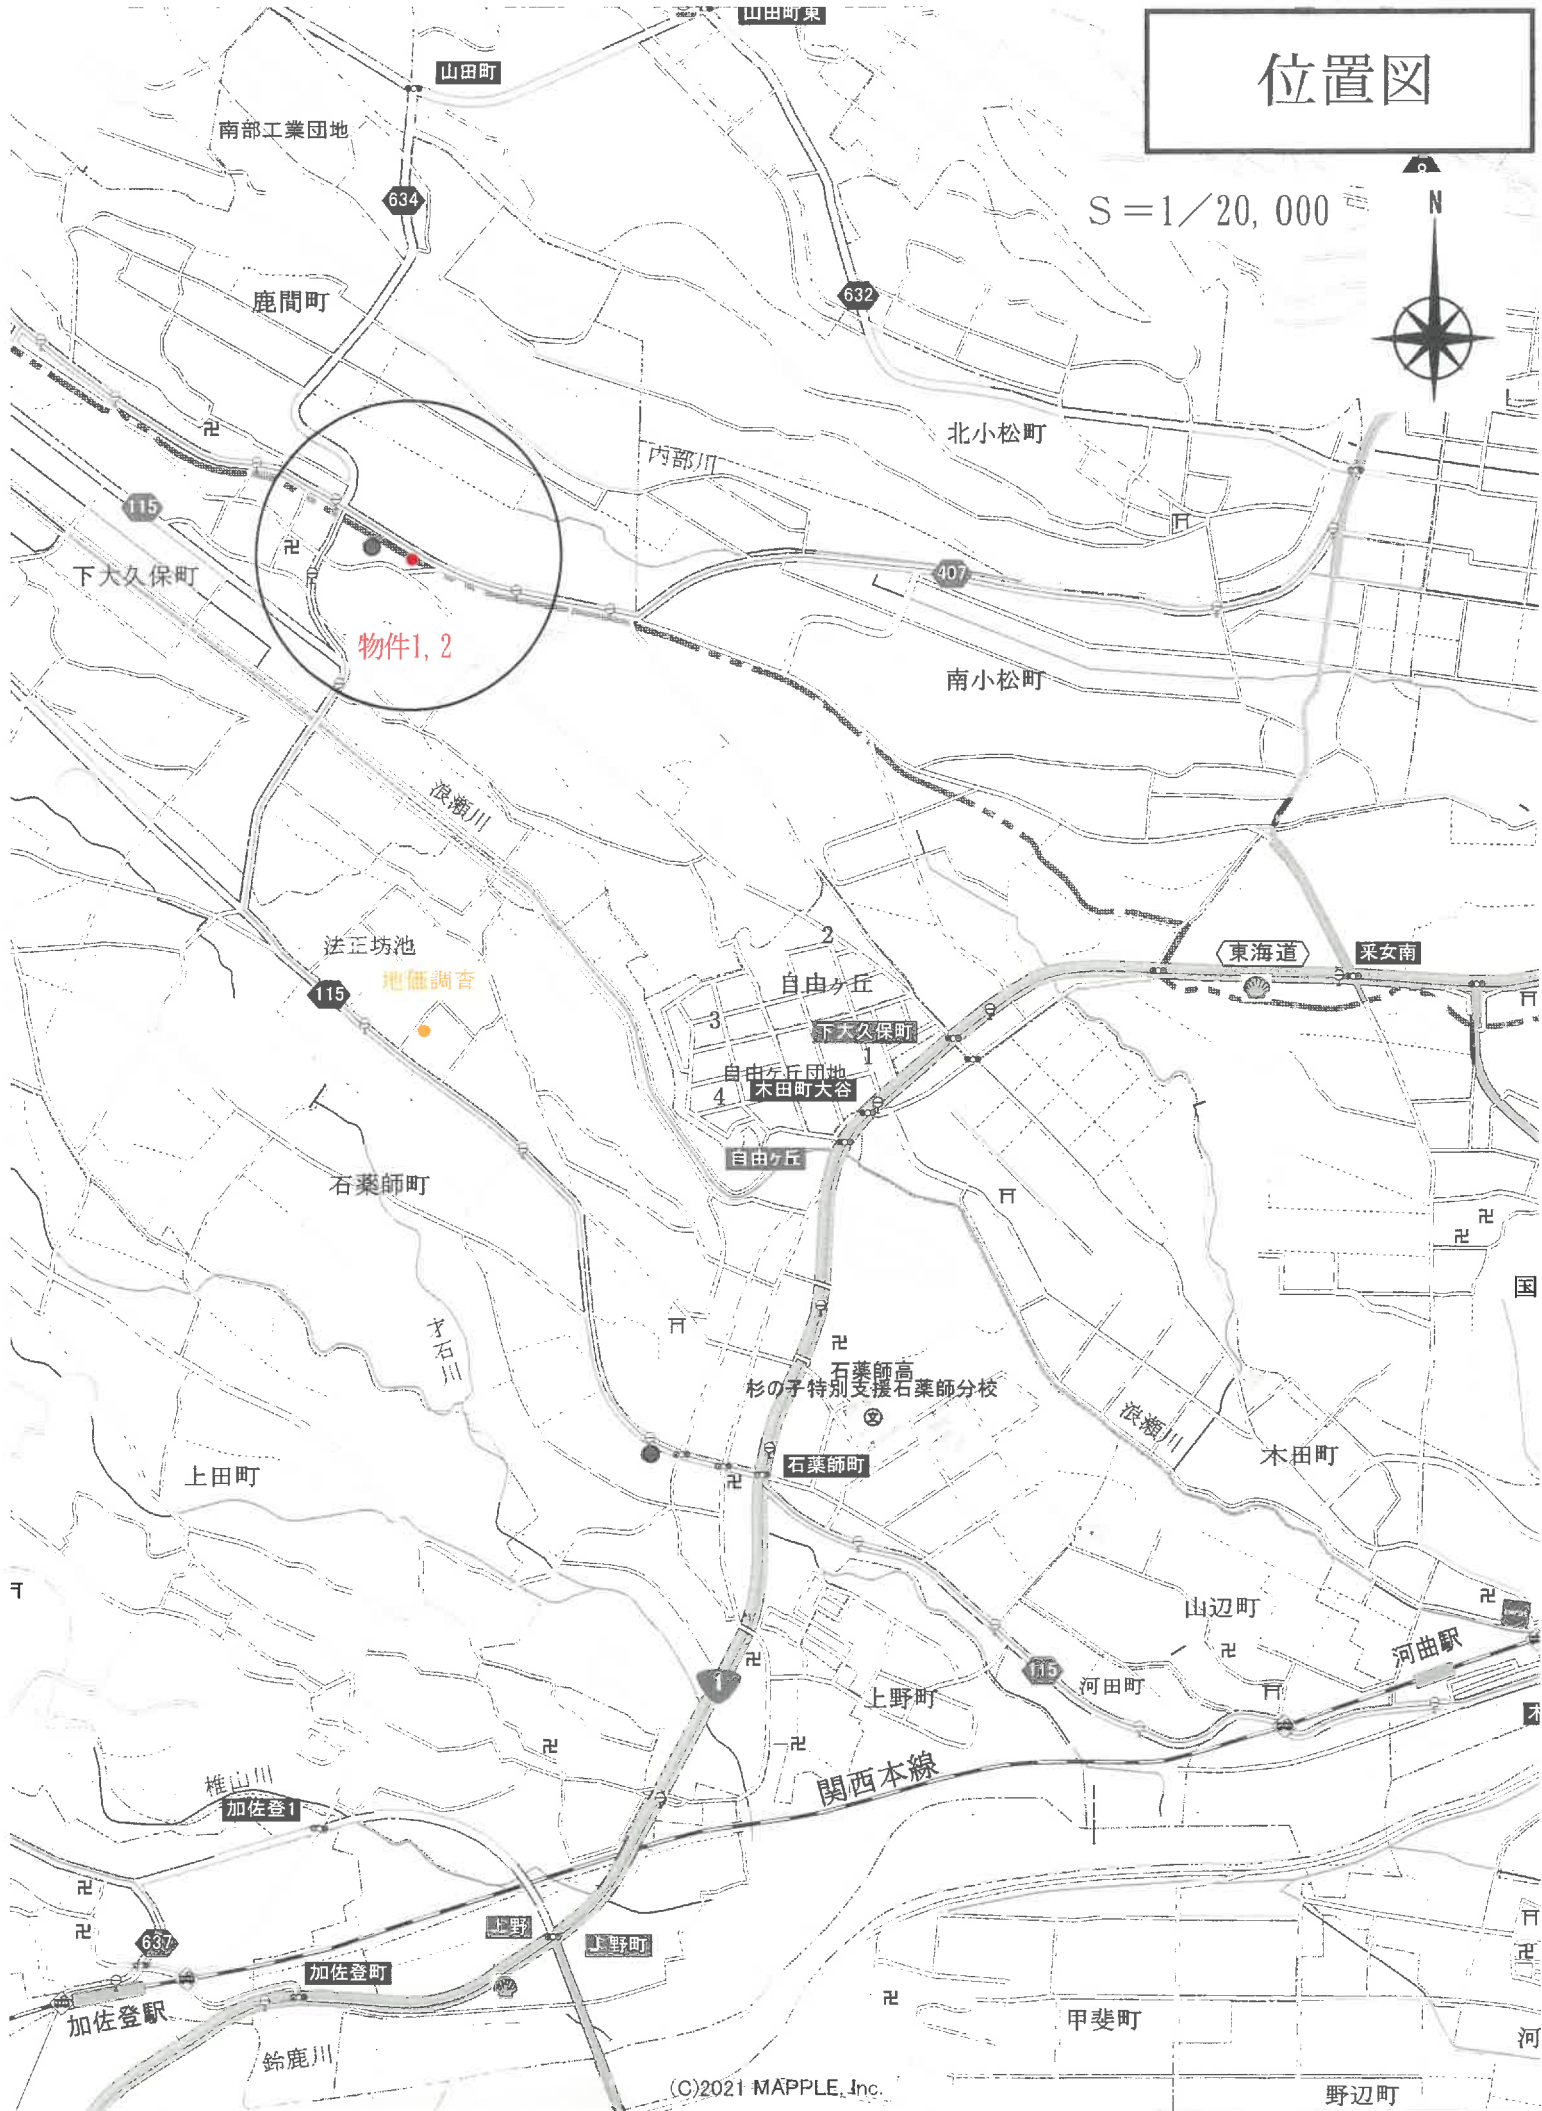 位置図
S=1/20,000
N
山田町東
山田町
南部工業団地
634
632
鹿間町
北小松町
内部川
115
407
下大久保町
物件1,2
南小松町
浪瀬川
法正坊池
地価調査
115
2
自由ヶ丘
東海道
采女南
3
下大久保町
1
自由ヶ丘団地
木田町大谷
4
自由ヶ丘
石薬師町
国
才石川
石薬師高
杉の子特別支援石薬師分校
文
浪瀬川
木田町
石薬師町
上田町
山辺町
河曲駅
1
115
河田町
上野町
木
関西本線
椎山川
加佐登1
637
上野
上野町
加佐登町
加佐登駅
甲斐町
河
鈴鹿川
(C)2021 MAPPLE, Inc.
野辺町